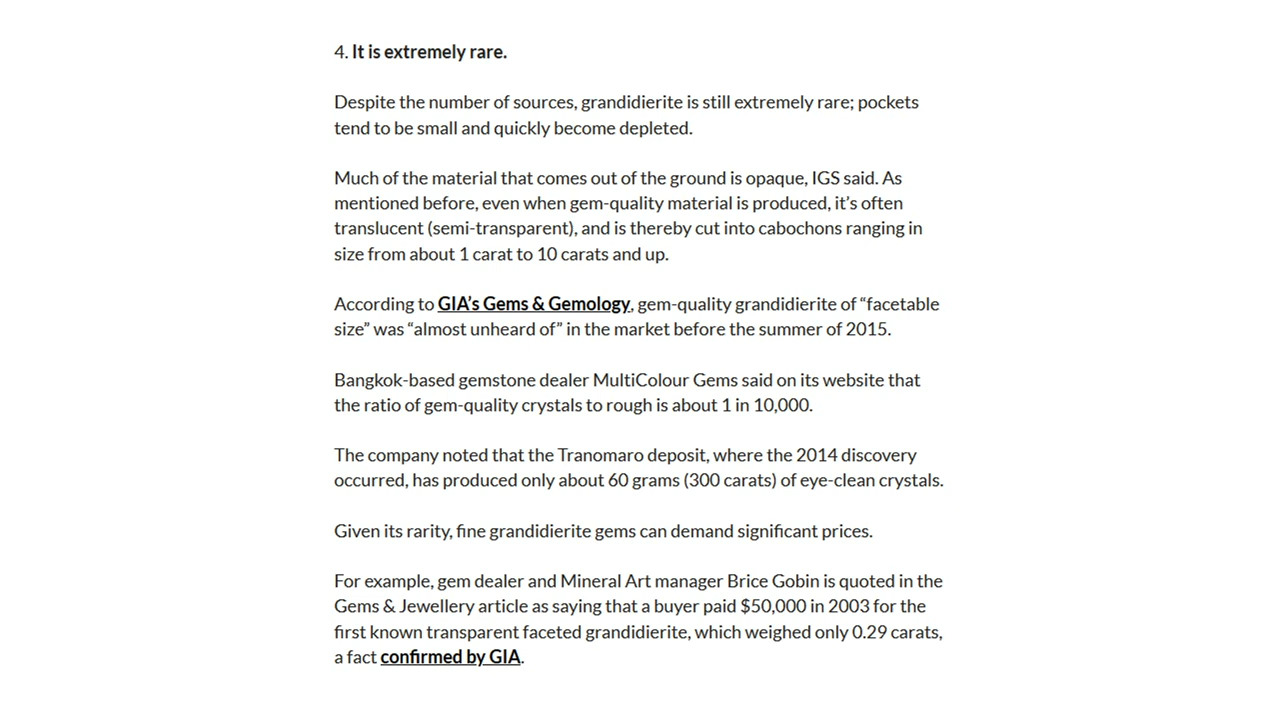 4. It is extremely rare.
Despite the number of sources, grandidierite is still extremely rare; pockets
tend to be small and quickly become depleted.
Much of the material that comes out of the ground is opaque, IGS said. As
mentioned before, even when gem-quality material is produced, it’s often
translucent (semi-transparent), and is thereby cut into cabochons ranging in
size from about 1 carat to 10 carats and up.
According to GIA’s Gems & Gemology, gem-quality grandidierite of “facetable
size” was “almost unheard of” in the market before the summer of 2015.
Bangkok-based gemstone dealer MultiColour Gems said on its website that
the ratio of gem-quality crystals to rough is about 1 in 10,000.
The company noted that the Tranomaro deposit, where the 2014 discovery
occurred, has produced only about 60 grams (300 carats) of eye-clean crystals.
Given its rarity, fine grandidierite gems can demand significant prices.
For example, gem dealer and Mineral Art manager Brice Gobin is quoted in the
Gems & Jewellery article as saying that a buyer paid $50,000 in 2003 for the
first known transparent faceted grandidierite, which weighed only 0.29 carats,
a fact confirmed by GIA.